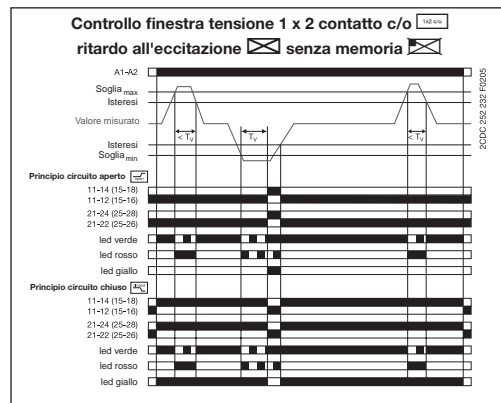 Controllo finestra tensione 1 x 2 contatto c/o 1x2 c/o
ritardo all'eccitazione senza memoria
A1-A2
Soglia max
Isteresi
Valore misurato
< Tv
Tv
< Tv
Isteresi
Soglia min
Principio circuito aperto open
11-14 (15-18)
11-12 (15-16)
21-24 (25-28)
21-22 (25-26)
led verde
led rosso
led giallo
Principio circuito chiuso closed
11-14 (15-18)
11-12 (15-16)
21-24 (25-28)
21-22 (25-26)
led verde
led rosso
led giallo
2CDC 252 232 F0205